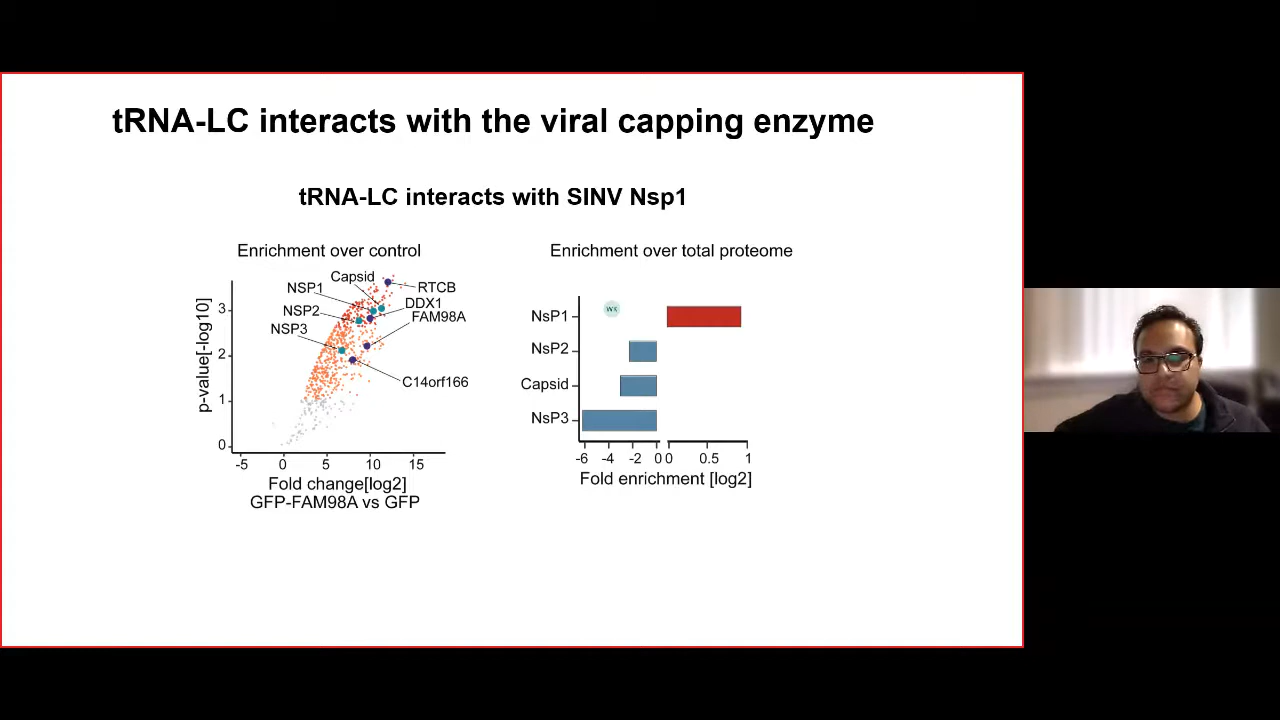 tRNA-LC interacts with the viral capping enzyme
tRNA-LC interacts with SINV Nsp1
Enrichment over control
Capsid
NSP1
RTCB
NSP2
DDX1
FAM98A
NSP3
C14orf166
p-value[-log10]
3
2
1
0
-5 0 5 10 15
Fold change[log2]
GFP-FAM98A vs GFP
Enrichment over total proteome
NsP1
NsP2
Capsid
NsP3
-6 -4 -2 0 0 0.5 1
Fold enrichment [log2]